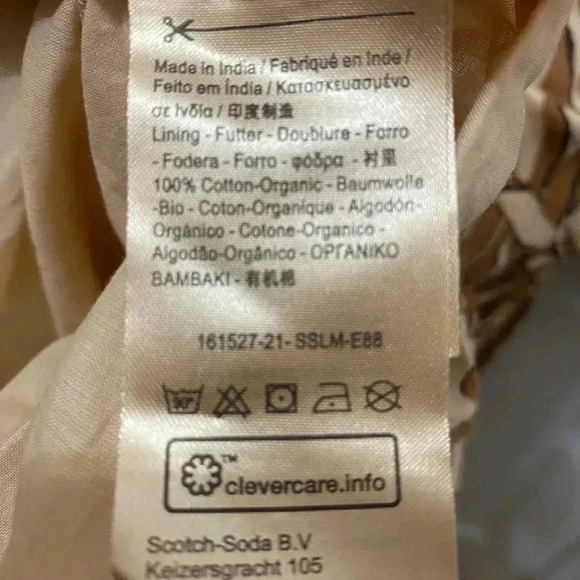 Made in India / Fabriqué en Inde /
Feito em Índia / Κατασκευασμένο
σε Ινδία / 印度制造
Lining - Futter - Doublure - Forro
- Fodera - Forro - φόδρα - 衬里
100% Cotton-Organic - Baumwolle
-Bio - Coton-Organique - Algodón-
Orgánico - Cotone-Organico -
Algodão-Orgânico - ΟΡΓΑΝΙΚΟ
ΒΑΜΒΑΚΙ - 有机棉
161527-21- SSLM-E88
TM
clevercare.info
Scotch-Soda B.V
Keizersgracht 105